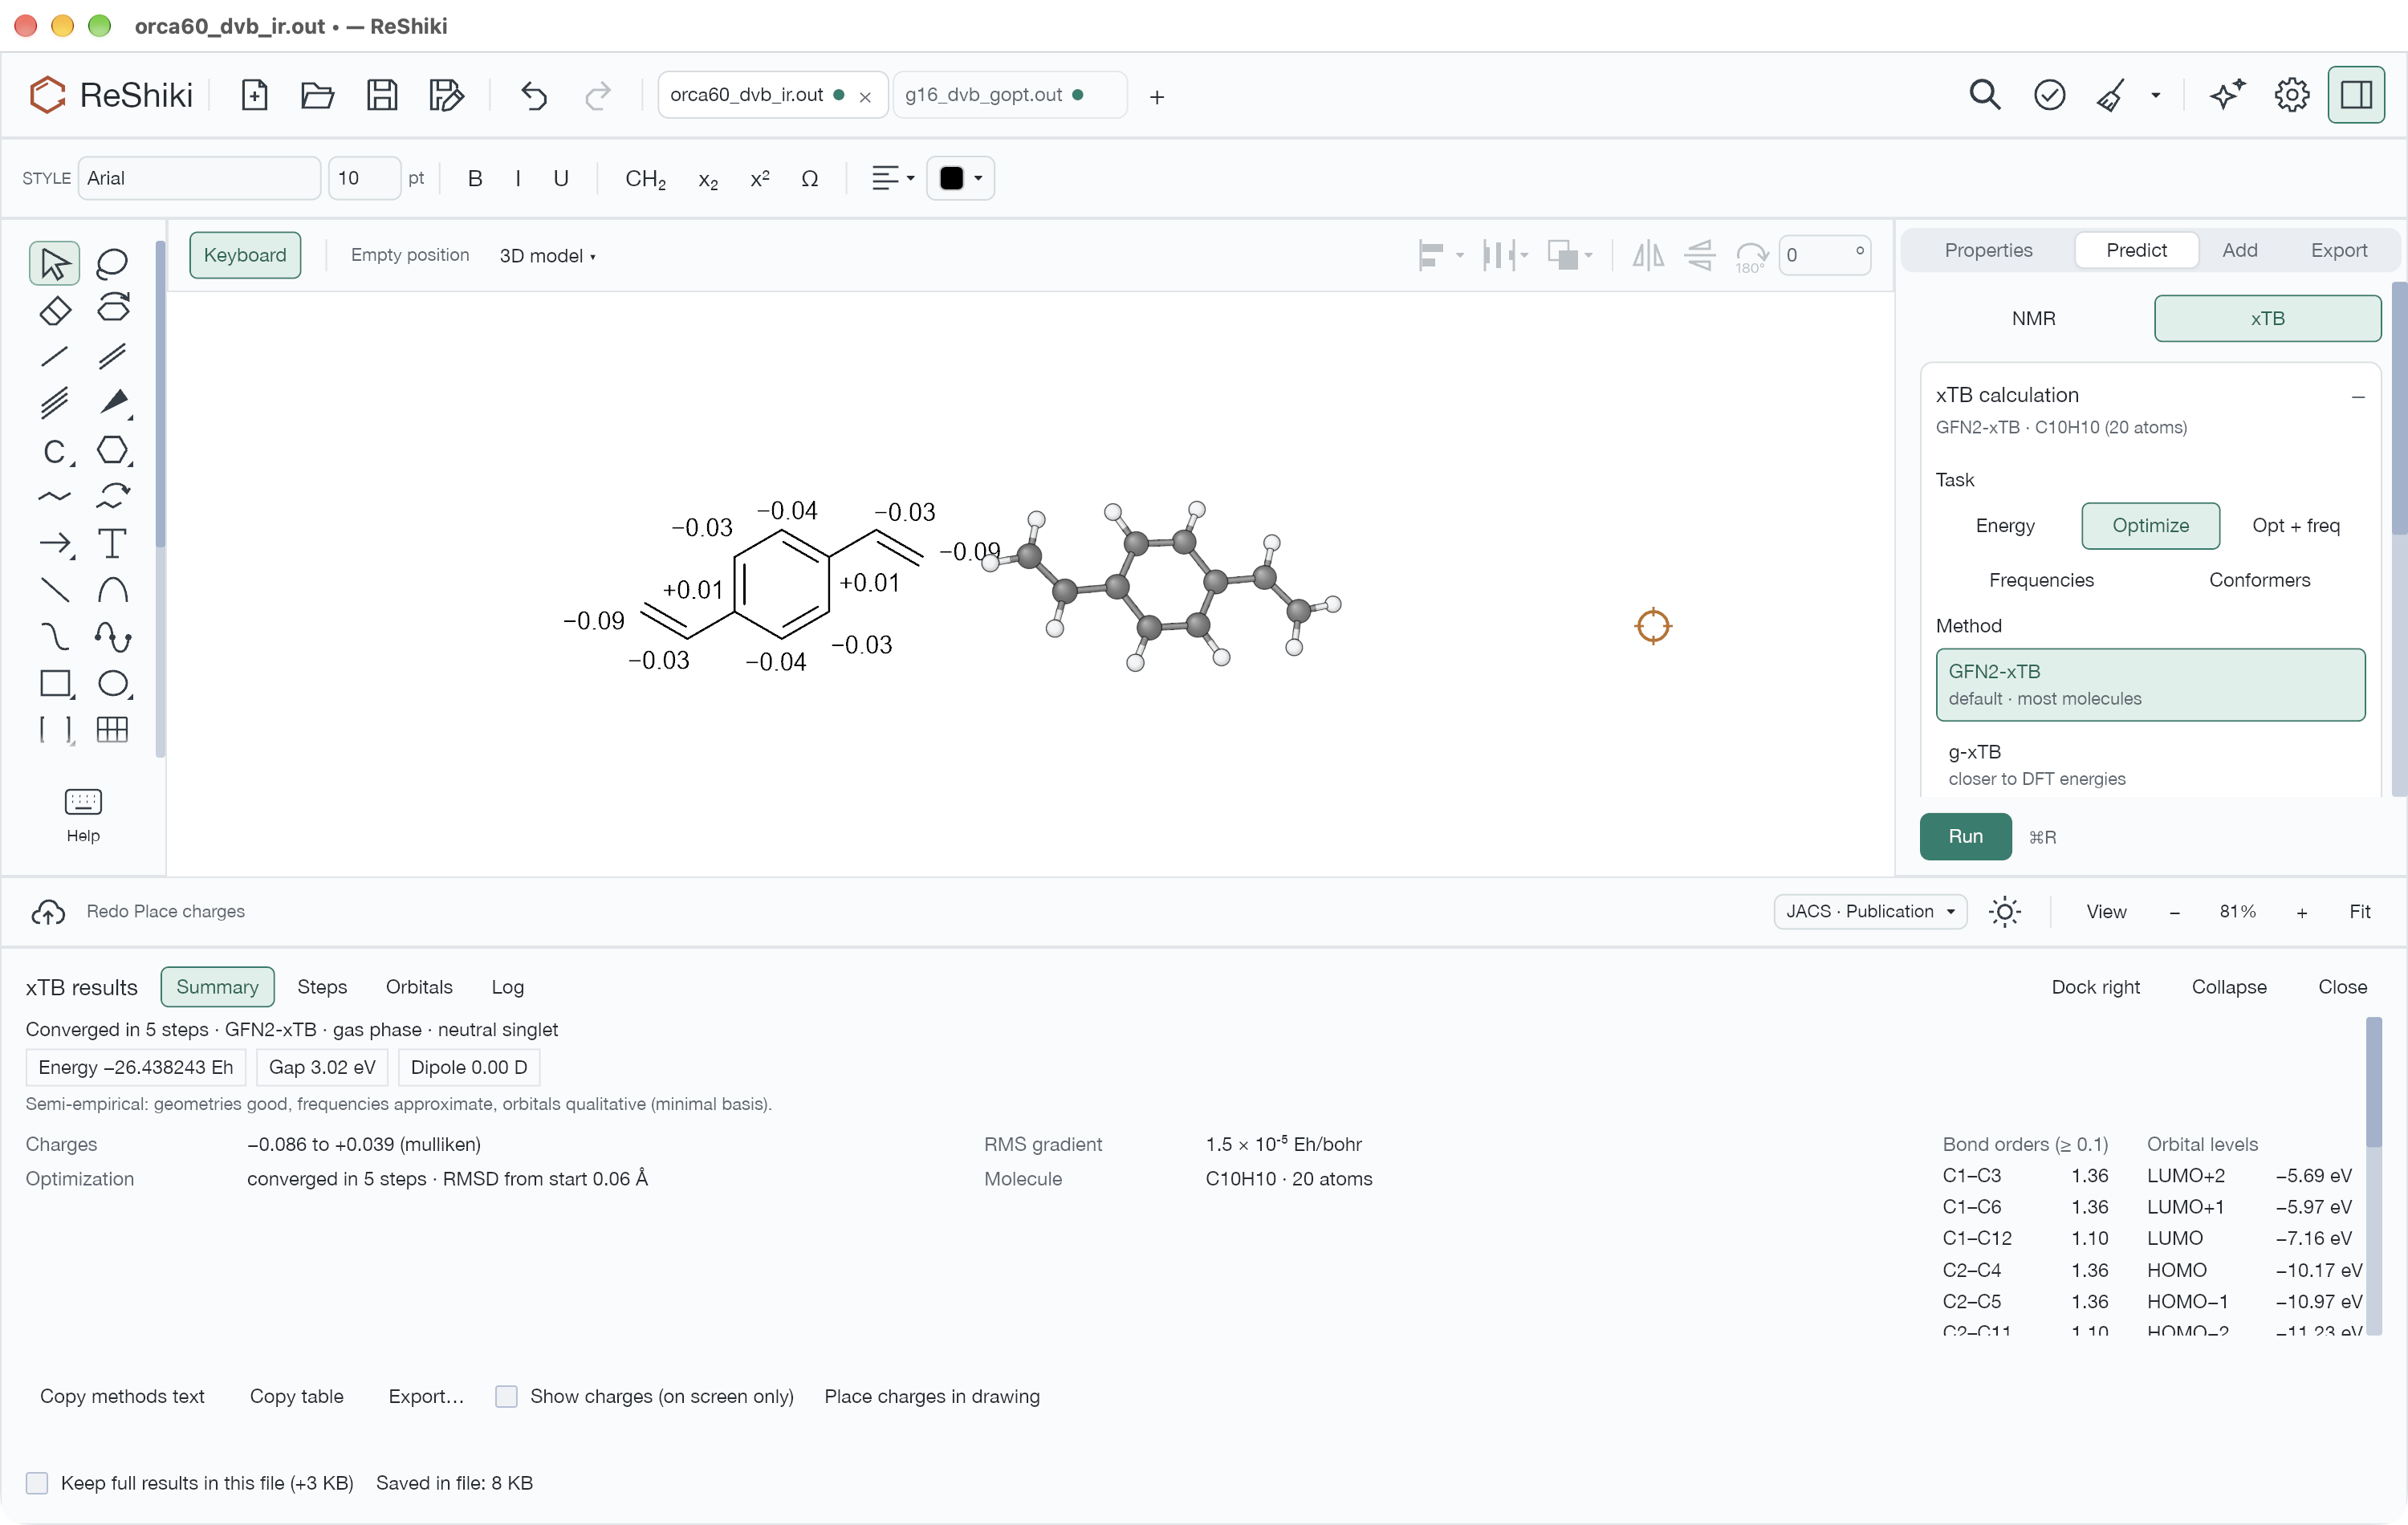 orca60_dvb_ir.out • — ReShiki
ReShiki
orca60_dvb_ir.out ● ×
g16_dvb_gopt.out ●
+
STYLE Arial 10 pt B I U CH₂ x₂ x² Ω
Keyboard Empty position 3D model ▾
180° 0 °
Properties Predict Add Export
NMR xTB
xTB calculation –
GFN2-xTB · C10H10 (20 atoms)
Task
Energy Optimize Opt + freq
Frequencies Conformers
Method
GFN2-xTB
default · most molecules
g-xTB
closer to DFT energies
Run ⌘R
C
T
Help
−0.04
−0.03
−0.03
−0.09
+0.01
+0.01
−0.09
−0.03
−0.03
−0.04
Redo Place charges
JACS · Publication ▾ View − 81% + Fit
xTB results Summary Steps Orbitals Log Dock right Collapse Close
Converged in 5 steps · GFN2-xTB · gas phase · neutral singlet
Energy −26.438243 Eh Gap 3.02 eV Dipole 0.00 D
Semi-empirical: geometries good, frequencies approximate, orbitals qualitative (minimal basis).
Charges −0.086 to +0.039 (mulliken)
Optimization converged in 5 steps · RMSD from start 0.06 Å
RMS gradient 1.5 × 10⁻⁵ Eh/bohr
Molecule C10H10 · 20 atoms
Bond orders (≥ 0.1) Orbital levels
C1–C3 1.36 LUMO+2 −5.69 eV
C1–C6 1.36 LUMO+1 −5.97 eV
C1–C12 1.10 LUMO −7.16 eV
C2–C4 1.36 HOMO −10.17 eV
C2–C5 1.36 HOMO−1 −10.97 eV
C2–C11 1.10 HOMO−2 −11.23 eV
Copy methods text Copy table Export… Show charges (on screen only) Place charges in drawing
Keep full results in this file (+3 KB) Saved in file: 8 KB